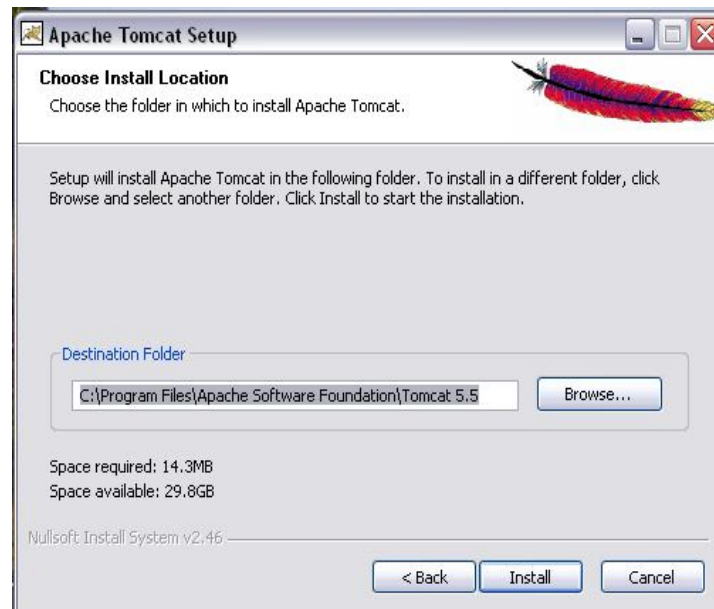 Apache Tomcat Setup
Choose Install Location
Choose the folder in which to install Apache Tomcat.
Setup will install Apache Tomcat in the following folder. To install in a different folder, click
Browse and select another folder. Click Install to start the installation.
Destination Folder
C:\Program Files\Apache Software Foundation\Tomcat 5.5
Browse...
Space required: 14.3MB
Space available: 29.8GB
Nullsoft Install System v2.46
< Back
Install
Cancel